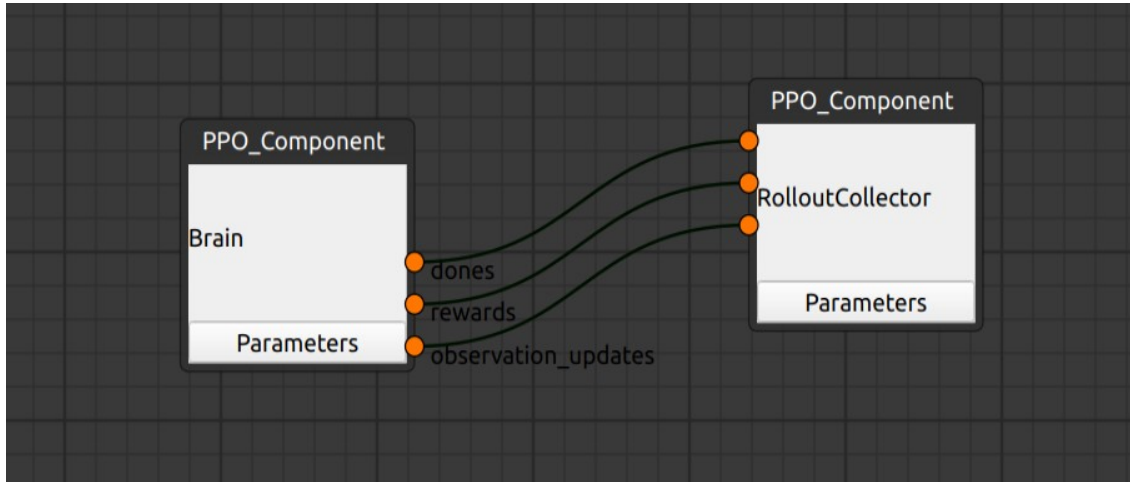 PPO_Component
Brain
dones
rewards
Parameters
observation_updates
PPO_Component
RolloutCollector
Parameters